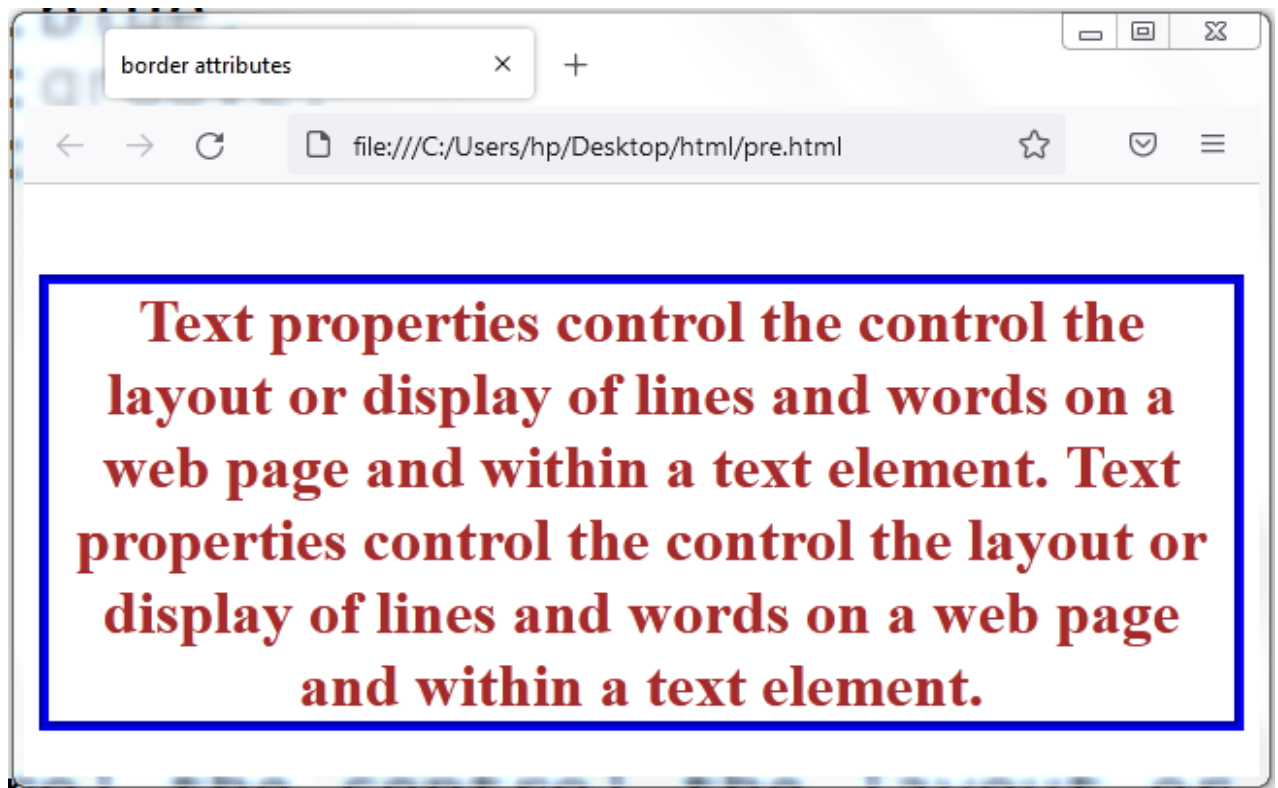 border attributes
file:///C:/Users/hp/Desktop/html/pre.html
Text properties control the control the
layout or display of lines and words on a
web page and within a text element. Text
properties control the control the layout or
display of lines and words on a web page
and within a text element.